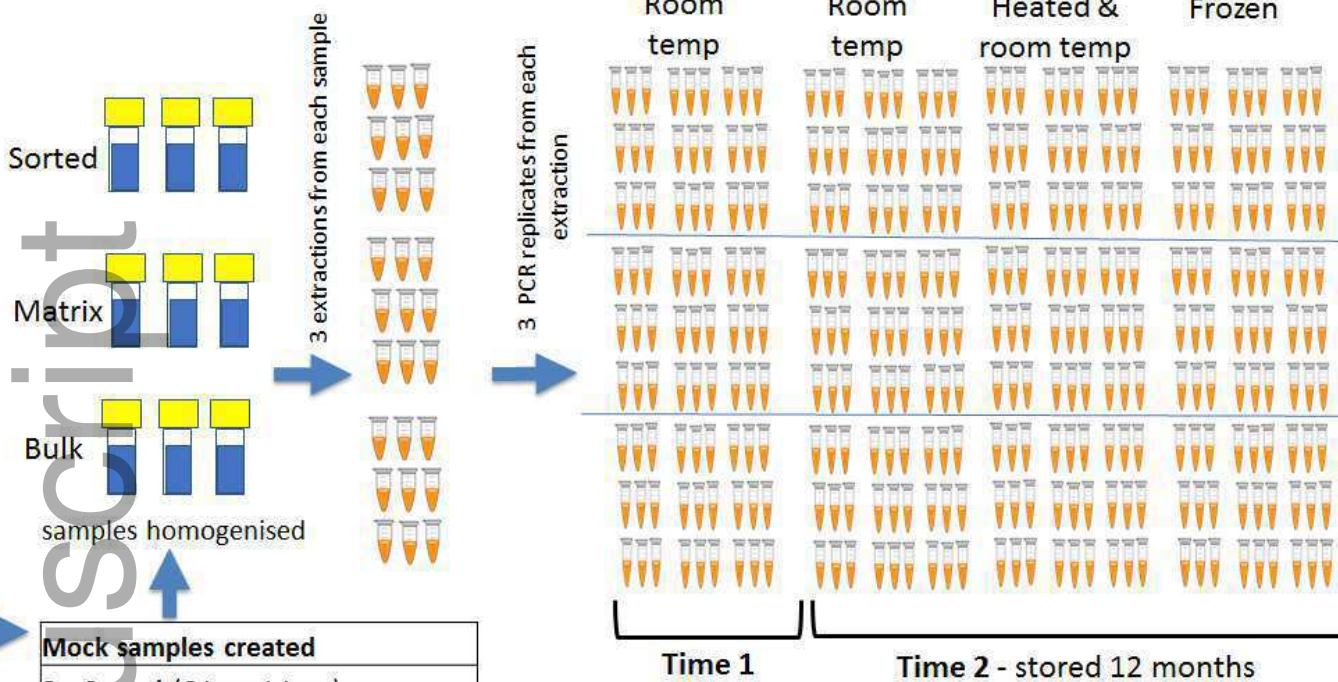 Room
temp
Room
temp
Heated &
room temp
Frozen
Sorted
Matrix
Bulk
samples homogenised
3 extractions from each sample
3 PCR replicates from each
extraction
Mock samples created
Time 1
Time 2 - stored 12 months
uscript